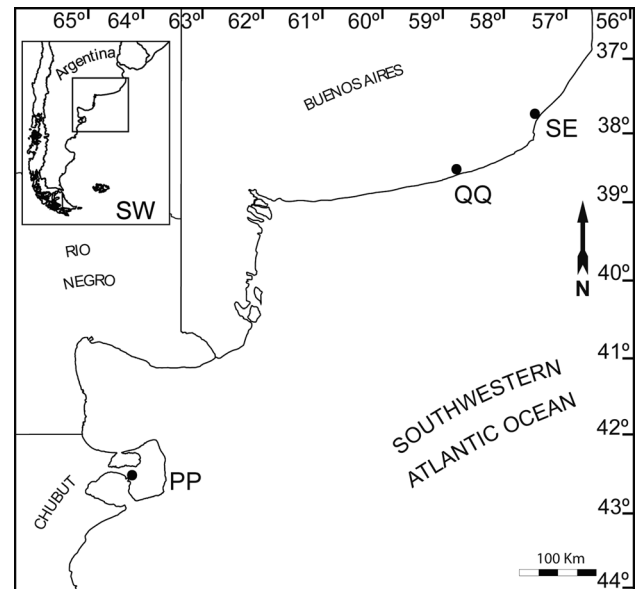 65º 64º 63º 62º 61º 60º 59º 58º 57º 56º
37º
Argentina
BUENOS AIRES
SE
38º
QQ
39º
SW
RIO
NEGRO
N
40º
41º
SOUTHWESTERN
ATLANTIC OCEAN
42º
PP
CHUBUT
43º
100 Km
44º